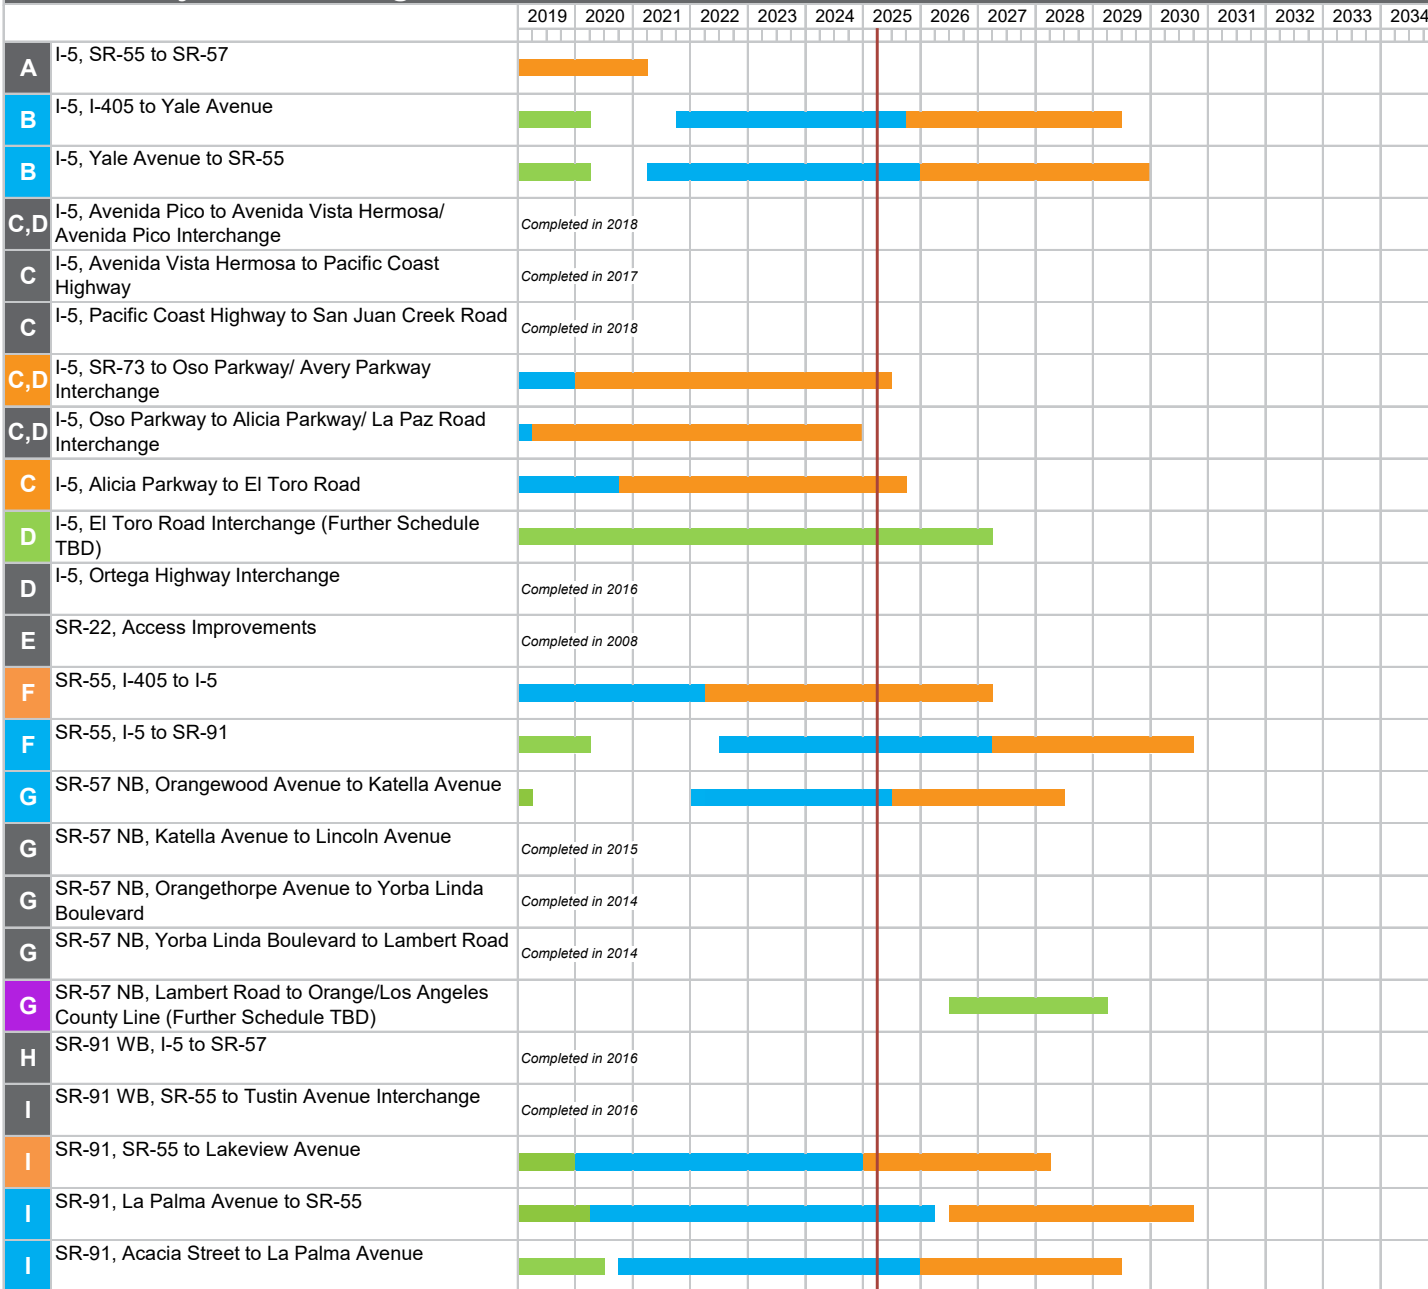 2019 2020 2021 2022 2023 2024 2025 2026 2027 2028 2029 2030 2031 2032 2033 2034
A I-5, SR-55 to SR-57
B I-5, I-405 to Yale Avenue
B I-5, Yale Avenue to SR-55
C,D I-5, Avenida Pico to Avenida Vista Hermosa/
Avenida Pico Interchange Completed in 2018
C I-5, Avenida Vista Hermosa to Pacific Coast
Highway Completed in 2017
C I-5, Pacific Coast Highway to San Juan Creek Road Completed in 2018
C,D I-5, SR-73 to Oso Parkway/ Avery Parkway
Interchange
C,D I-5, Oso Parkway to Alicia Parkway/ La Paz Road
Interchange
C I-5, Alicia Parkway to El Toro Road
D I-5, El Toro Road Interchange (Further Schedule
TBD)
D I-5, Ortega Highway Interchange Completed in 2016
E SR-22, Access Improvements Completed in 2008
F SR-55, I-405 to I-5
F SR-55, I-5 to SR-91
G SR-57 NB, Orangewood Avenue to Katella Avenue
G SR-57 NB, Katella Avenue to Lincoln Avenue Completed in 2015
G SR-57 NB, Orangethorpe Avenue to Yorba Linda
Boulevard Completed in 2014
G SR-57 NB, Yorba Linda Boulevard to Lambert Road Completed in 2014
G SR-57 NB, Lambert Road to Orange/Los Angeles
County Line (Further Schedule TBD)
H SR-91 WB, I-5 to SR-57 Completed in 2016
I SR-91 WB, SR-55 to Tustin Avenue Interchange Completed in 2016
I SR-91, SR-55 to Lakeview Avenue
I SR-91, La Palma Avenue to SR-55
I SR-91, Acacia Street to La Palma Avenue